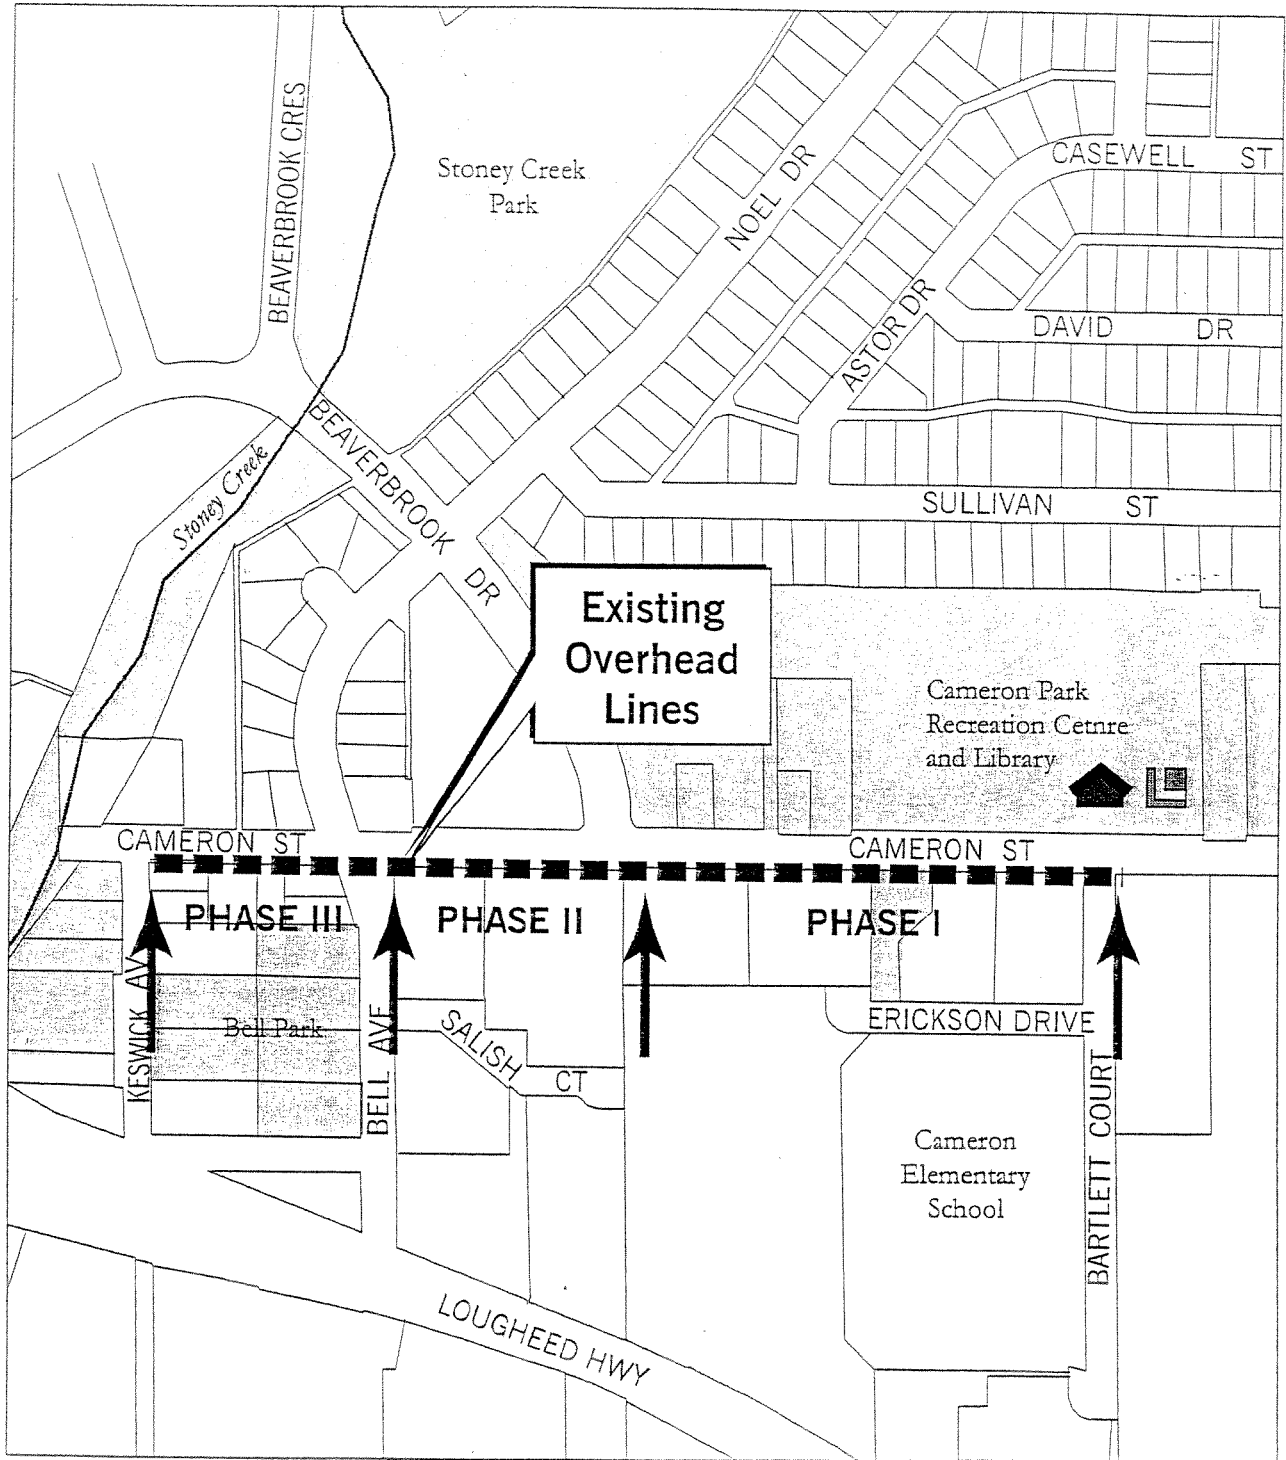 BEAVERBROOK CRES
Stoney Creek
Park
NOEL DR
CASEWELL ST
ASTOR DR
DAVID DR
BEAVERBROOK DR
Stoney Creek
SULLIVAN ST
Existing
Overhead
Lines
Cameron Park
Recreation Cetnre
and Library
CAMERON ST
CAMERON ST
PHASE III
PHASE II
PHASE I
KESWICK AV
Bell Park
BELL AVE
SALISH CT
ERICKSON DRIVE
Cameron
Elementary
School
BARTLETT COURT
LOUGHEED HWY